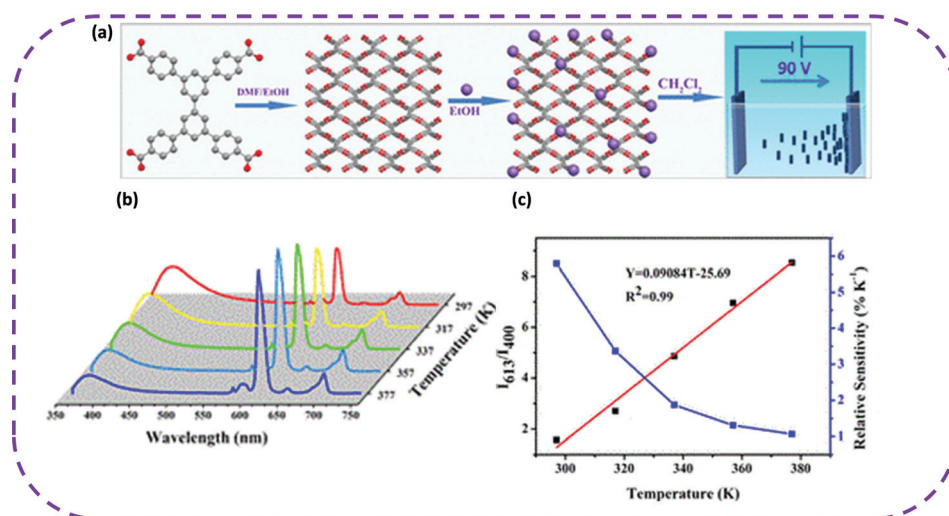 (a)
DMF/EtOH
EtOH
CH₂Cl₂
90 V
(b)
350 400 450 500 550 600 650 700 750
Wavelength (nm)
297
317
337
357
377
Temperature (K)
(c)
Y=0.09084T-25.69
R²=0.99
8
6
4
2
I₆₁₃/I₄₀₀
300 320 340 360 380
Temperature (K)
6
5
4
3
2
1
Relative Sensitivity (% K⁻¹)